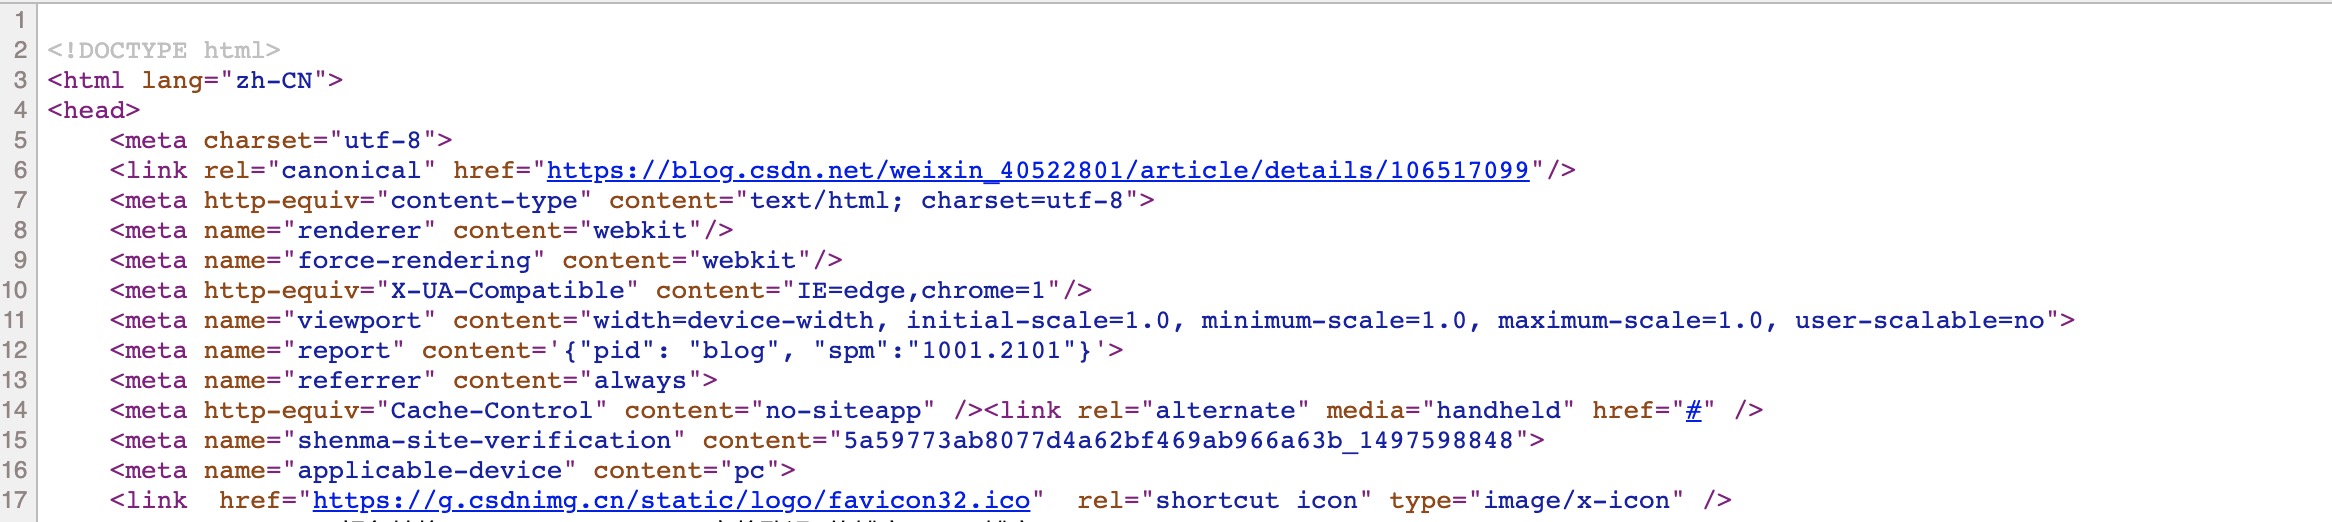 1
2 <!DOCTYPE html>
3 <html lang="zh-CN">
4 <head>
5 <meta charset="utf-8">
6 <link rel="canonical" href="https://blog.csdn.net/weixin_40522801/article/details/106517099"/>
7 <meta http-equiv="content-type" content="text/html; charset=utf-8">
8 <meta name="renderer" content="webkit"/>
9 <meta name="force-rendering" content="webkit"/>
10 <meta http-equiv="X-UA-Compatible" content="IE=edge,chrome=1"/>
11 <meta name="viewport" content="width=device-width, initial-scale=1.0, minimum-scale=1.0, maximum-scale=1.0, user-scalable=no">
12 <meta name="report" content='{"pid": "blog", "spm":"1001.2101"}'>
13 <meta name="referrer" content="always">
14 <meta http-equiv="Cache-Control" content="no-siteapp" /><link rel="alternate" media="handheld" href="#" />
15 <meta name="shenma-site-verification" content="5a59773ab8077d4a62bf469ab966a63b_1497598848">
16 <meta name="applicable-device" content="pc">
17 <link  href="https://g.csdnimg.cn/static/logo/favicon32.ico"  rel="shortcut icon" type="image/x-icon" />